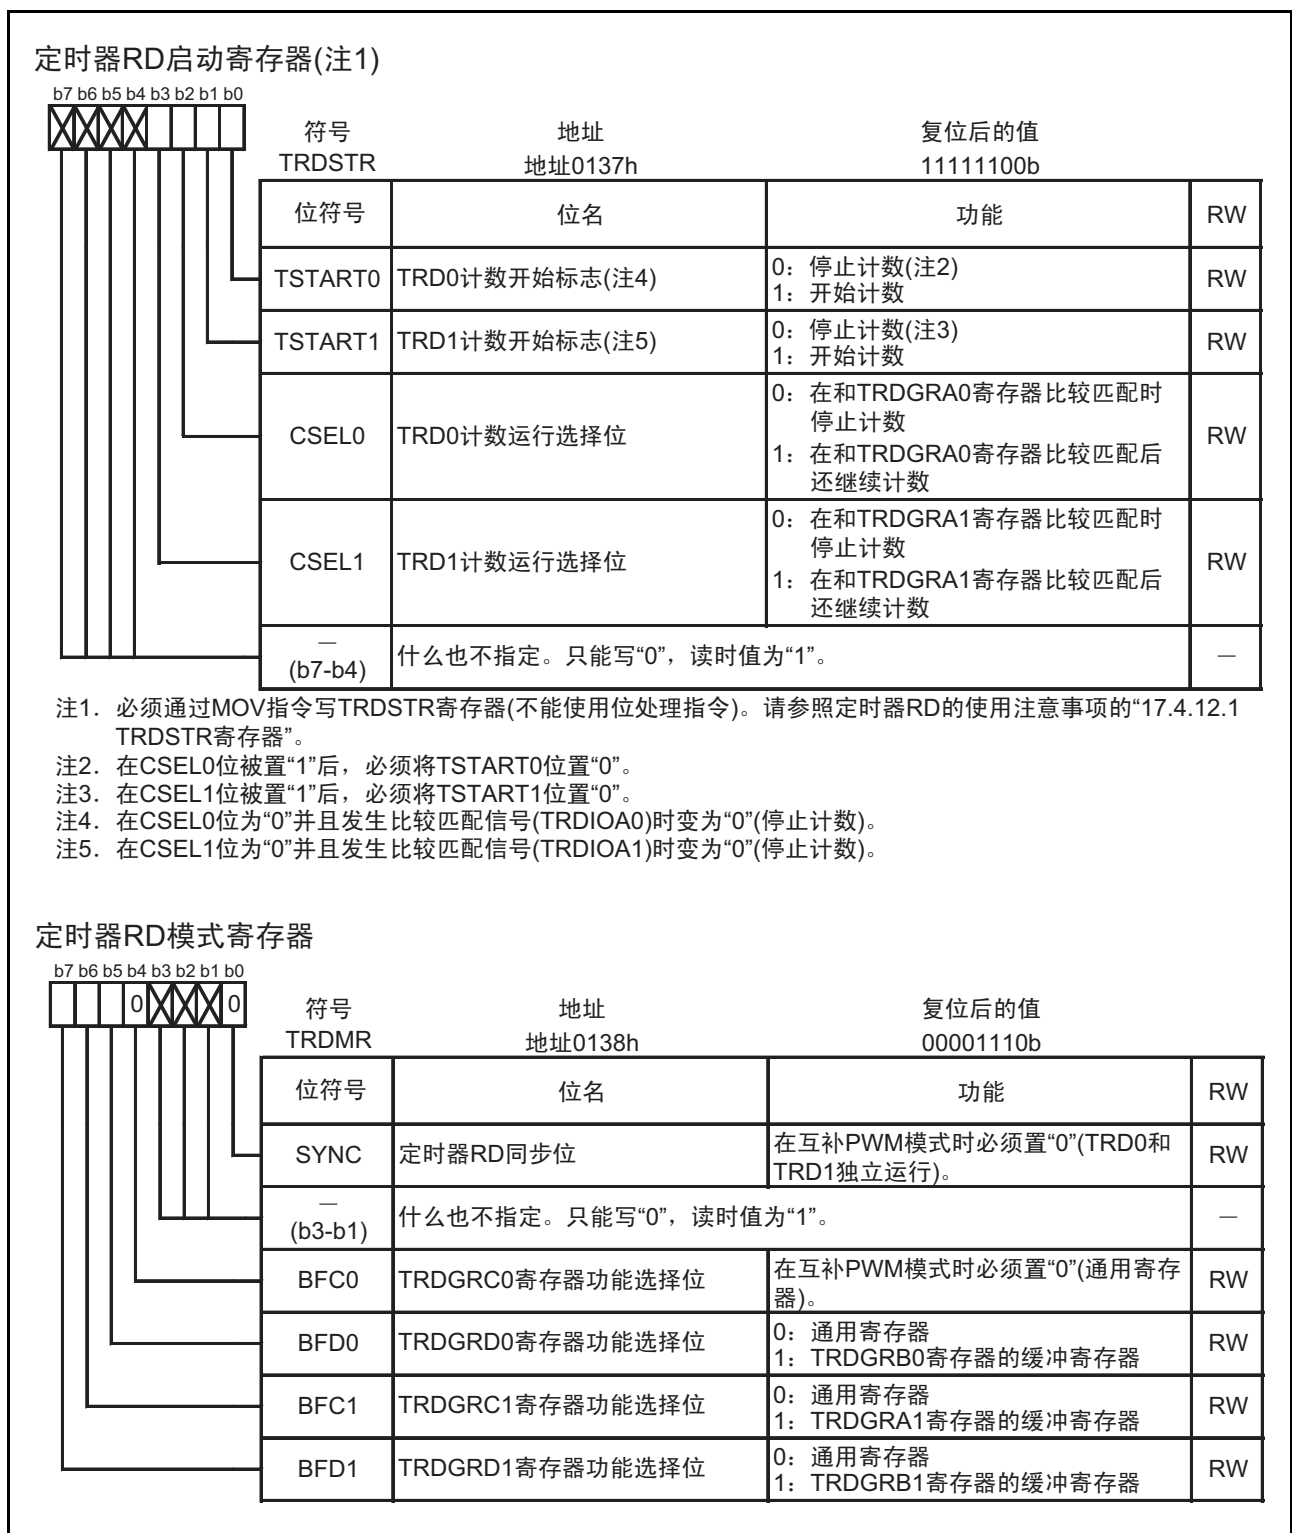 定时器RD启动寄存器(注1)
b7 b6 b5 b4 b3 b2 b1 b0
符号 地址 复位后的值
TRDSTR 地址0137h 11111100b
位符号 位名 功能 RW
TSTART0 TRD0计数开始标志(注4) 0：停止计数(注2) RW
1：开始计数
TSTART1 TRD1计数开始标志(注5) 0：停止计数(注3) RW
1：开始计数
CSEL0 TRD0计数运行选择位 0：在和TRDGRA0寄存器比较匹配时 RW
停止计数
1：在和TRDGRA0寄存器比较匹配后
还继续计数
CSEL1 TRD1计数运行选择位 0：在和TRDGRA1寄存器比较匹配时 RW
停止计数
1：在和TRDGRA1寄存器比较匹配后
还继续计数
— 什么也不指定。只能写“0”，读时值为“1”。 —
(b7-b4)
注1. 必须通过MOV指令写TRDSTR寄存器(不能使用位处理指令)。请参照定时器RD的使用注意事项的“17.4.12.1
TRDSTR寄存器”。
注2. 在CSEL0位被置“1”后，必须将TSTART0位置“0”。
注3. 在CSEL1位被置“1”后，必须将TSTART1位置“0”。
注4. 在CSEL0位为“0”并且发生比较匹配信号(TRDIOA0)时变为“0”(停止计数)。
注5. 在CSEL1位为“0”并且发生比较匹配信号(TRDIOA1)时变为“0”(停止计数)。
定时器RD模式寄存器
b7 b6 b5 b4 b3 b2 b1 b0
0 0
符号 地址 复位后的值
TRDMR 地址0138h 00001110b
位符号 位名 功能 RW
SYNC 定时器RD同步位 在互补PWM模式时必须置“0”(TRD0和 RW
TRD1独立运行)。
— 什么也不指定。只能写“0”，读时值为“1”。 —
(b3-b1)
BFC0 TRDGRC0寄存器功能选择位 在互补PWM模式时必须置“0”(通用寄存 RW
器)。
BFD0 TRDGRD0寄存器功能选择位 0：通用寄存器 RW
1：TRDGRB0寄存器的缓冲寄存器
BFC1 TRDGRC1寄存器功能选择位 0：通用寄存器 RW
1：TRDGRA1寄存器的缓冲寄存器
BFD1 TRDGRD1寄存器功能选择位 0：通用寄存器 RW
1：TRDGRB1寄存器的缓冲寄存器